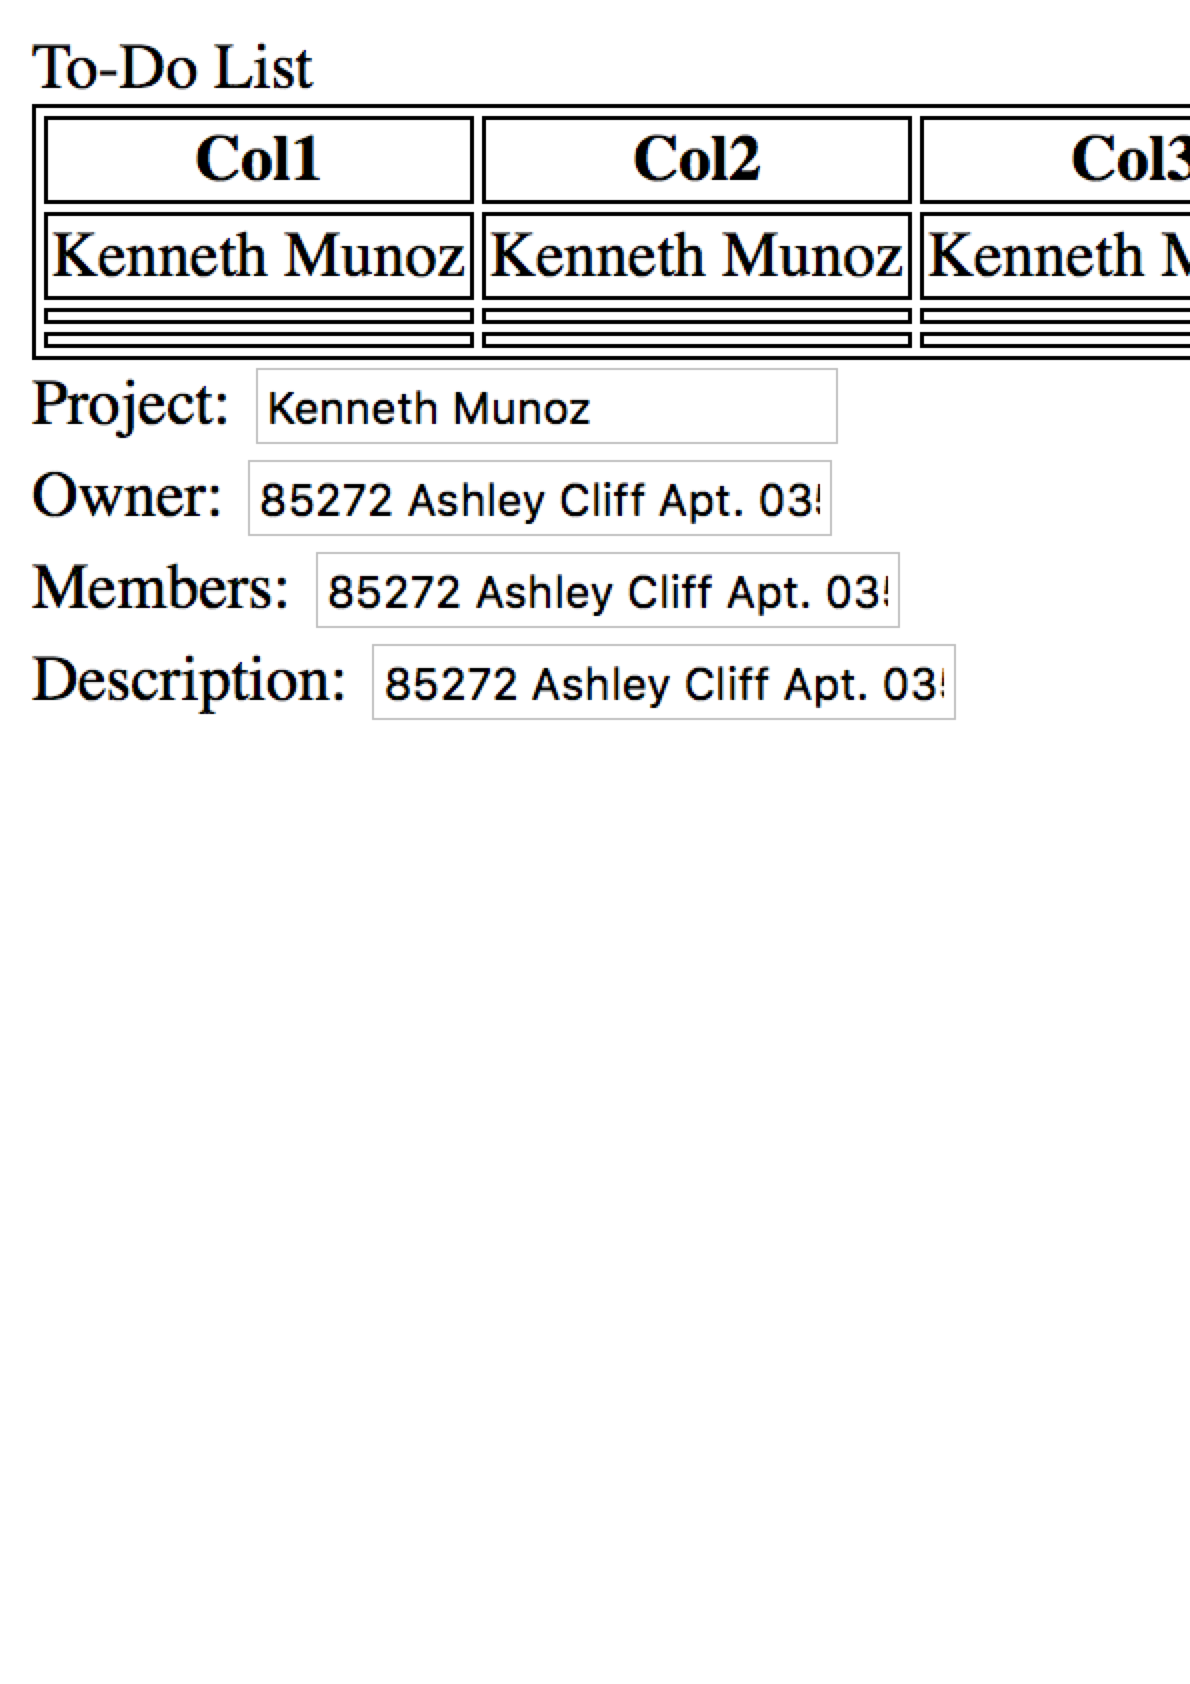 To-Do List
Col1 Col2 Col3
Kenneth Munoz Kenneth Munoz Kenneth
Project: Kenneth Munoz
Owner: 85272 Ashley Cliff Apt. 03
Members: 85272 Ashley Cliff Apt. 03
Description: 85272 Ashley Cliff Apt. 03